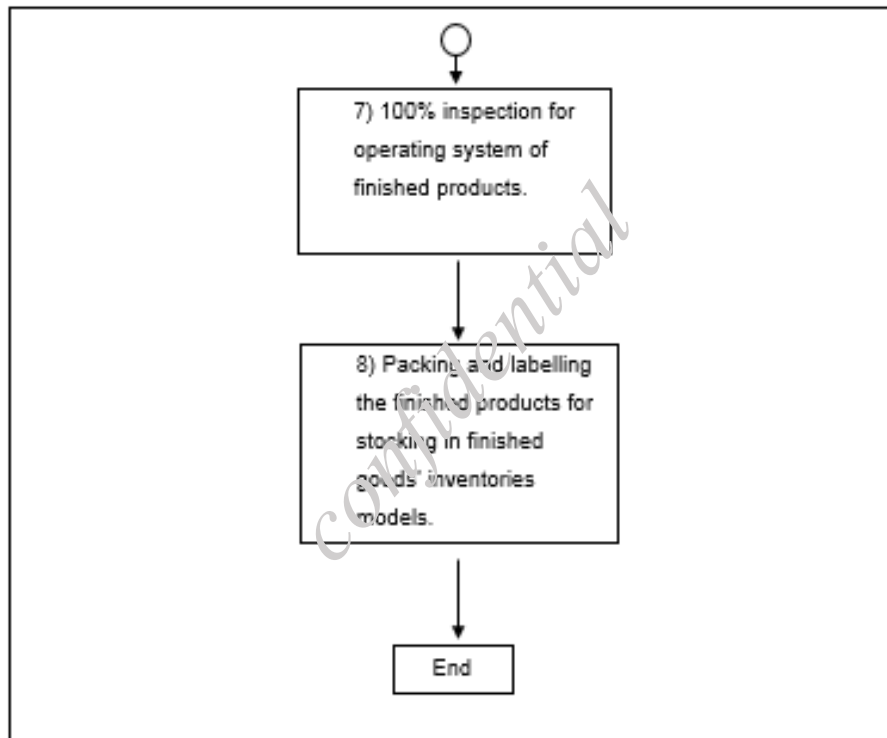 7) 100% inspection for
operating system of
finished products.
8) Packing and labelling
the finished products for
stocking in finished
goods' inventories
models.
confidential
End